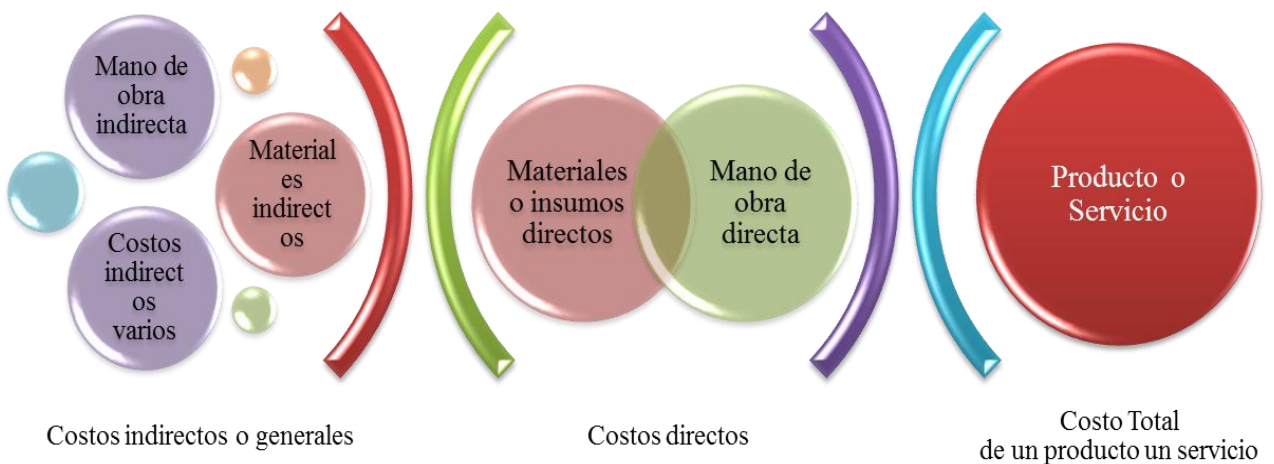 Mano de
obra
indirecta
Material
es
indirect
os
Costos
indirect
os
varios
Materiales
o insumos
directos
Mano de
obra
directa
Producto o
Servicio
Costos indirectos o generales
Costos directos
Costo Total
de un producto un servicio